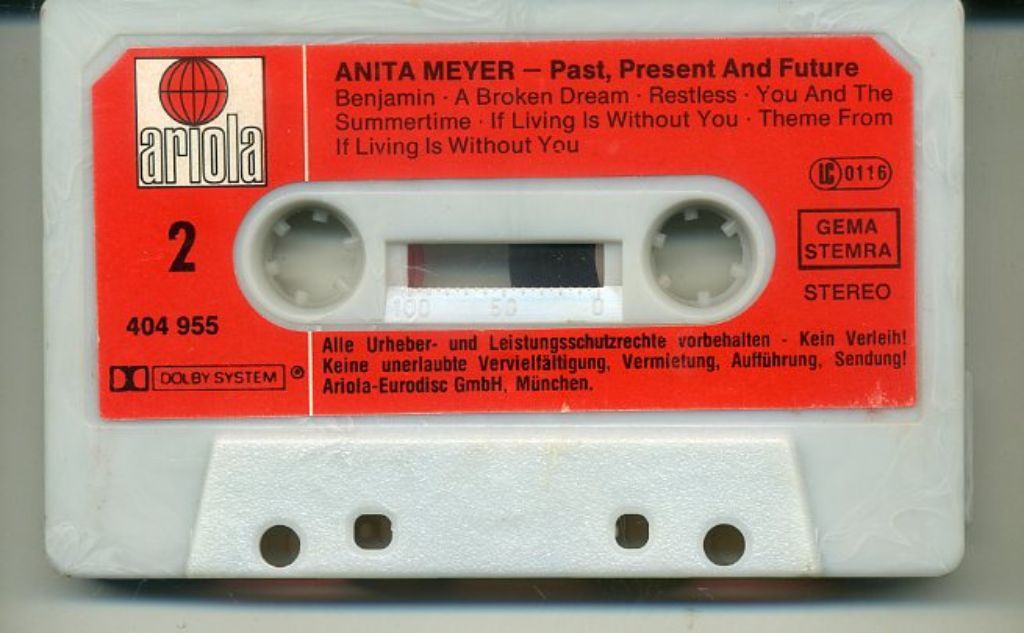 ariola
ANITA MEYER – Past, Present And Future
Benjamin · A Broken Dream · Restless · You And The
Summertime · If Living Is Without You · Theme From
If Living Is Without You
LC 0116
2
GEMA
STEMRA
STEREO
100 50 0
404 955
DOLBY SYSTEM ®
Alle Urheber- und Leistungsschutzrechte vorbehalten - Kein Verleih!
Keine unerlaubte Vervielfältigung, Vermietung, Aufführung, Sendung!
Ariola-Eurodisc GmbH, München.